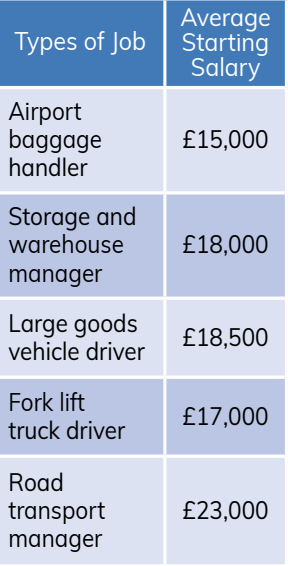 Types of Job
Average
Starting
Salary
Airport
baggage
handler
£15,000
Storage and
warehouse
manager
£18,000
Large goods
vehicle driver
£18,500
Fork lift
truck driver
£17,000
Road
transport
manager
£23,000